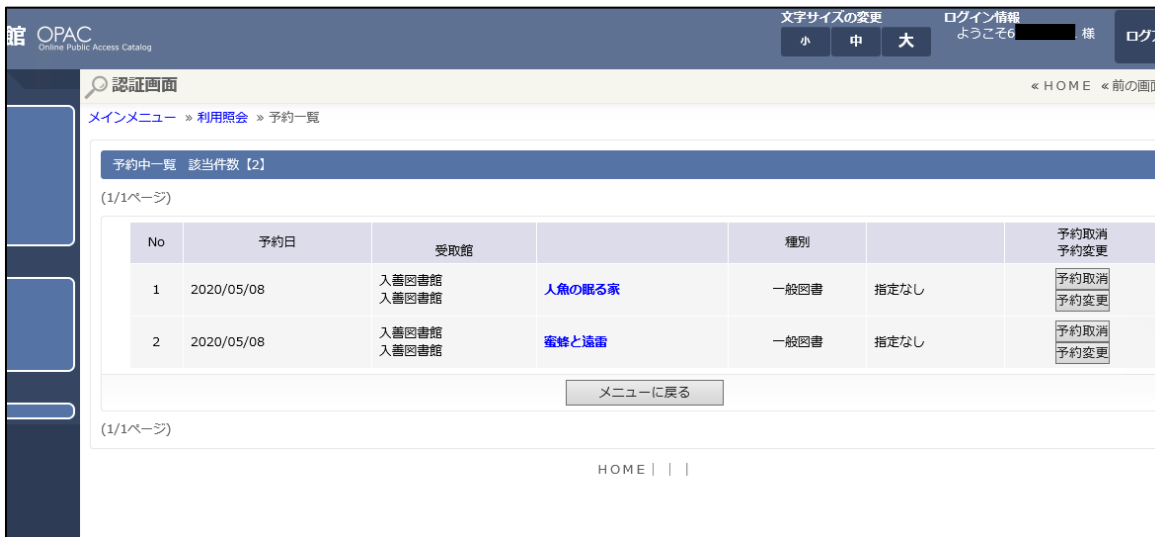 館 OPAC
Online Public Access Catalog
文字サイズの変更
小 中 大
ログイン情報
ようこそ6 様
ログア
認証画面
«HOME «前の画面
メインメニュー » 利用照会 » 予約一覧
予約中一覧 該当件数【2】
(1/1ページ)
No 予約日 受取館 種別 予約取消
予約変更
1 2020/05/08 入善図書館
入善図書館 人魚の眠る家 一般図書 指定なし 予約取消
予約変更
2 2020/05/08 入善図書館
入善図書館 蜜蜂と遠雷 一般図書 指定なし 予約取消
予約変更
メニューに戻る
(1/1ページ)
HOME| | |